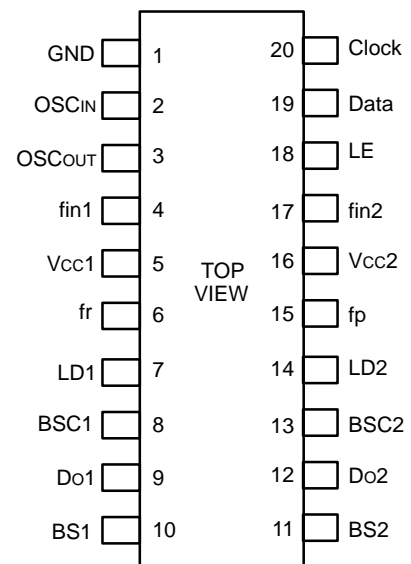 GND 1 20 Clock
OSCIN 2 19 Data
OSCOUT 3 18 LE
fin1 4 17 fin2
VCC1 5 16 VCC2
TOP
VIEW
fr 6 15 fp
LD1 7 14 LD2
BSC1 8 13 BSC2
DO1 9 12 DO2
BS1 10 11 BS2